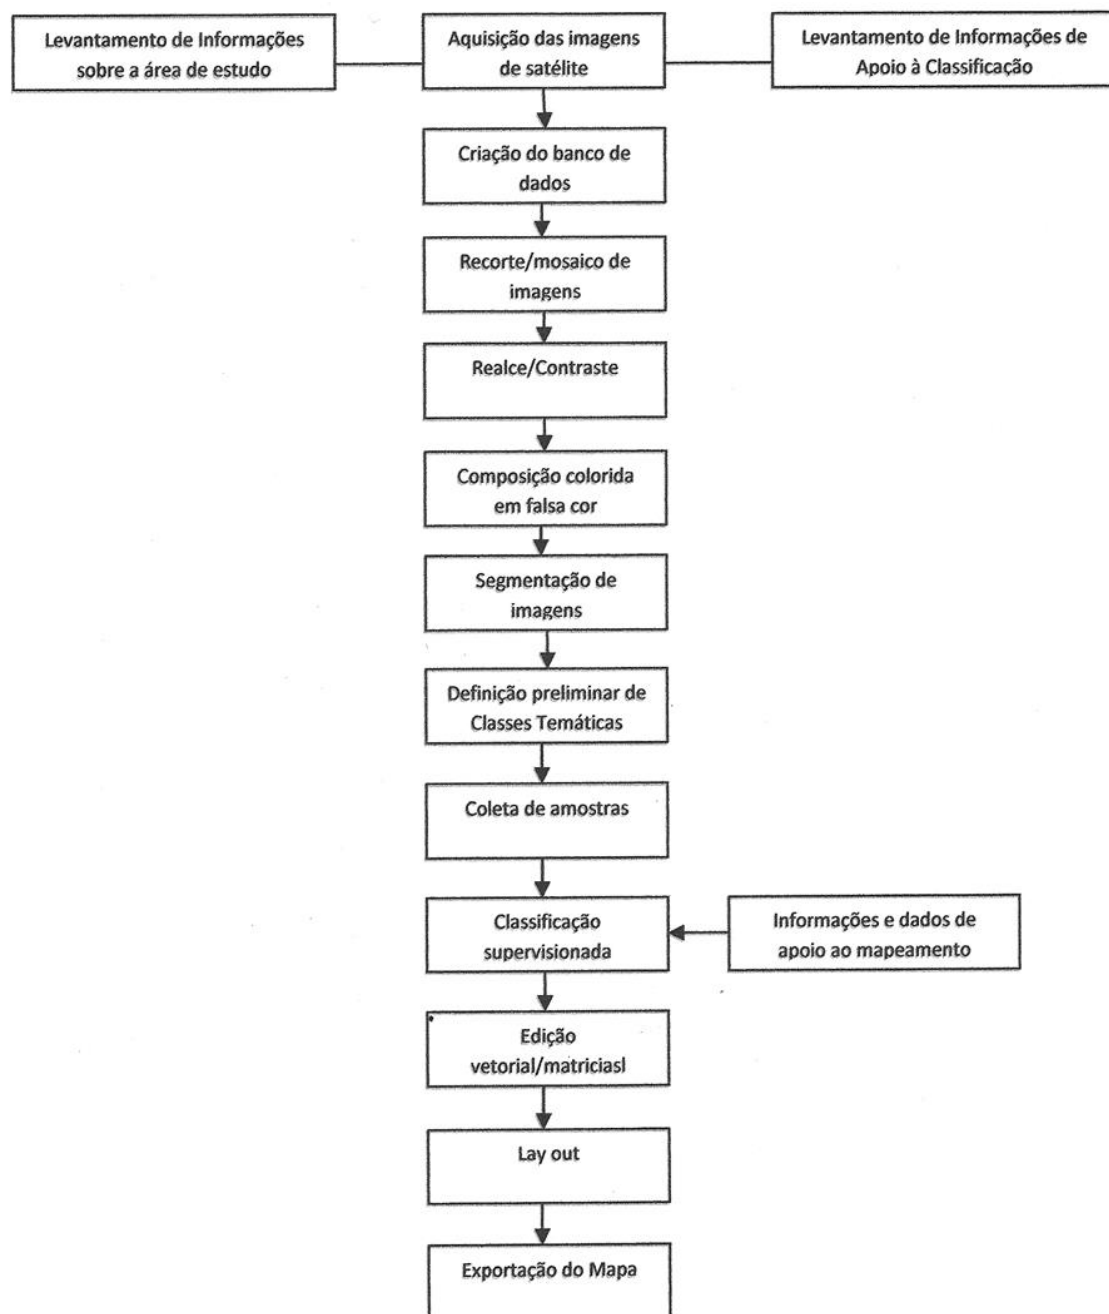 Levantamento de Informações
sobre a área de estudo
Aquisição das imagens
de satélite
Levantamento de Informações de
Apoio à Classificação
Criação do banco de
dados
Recorte/mosaico de
imagens
Realce/Contraste
Composição colorida
em falsa cor
Segmentação de
imagens
Definição preliminar de
Classes Temáticas
Coleta de amostras
Classificação
supervisionada
Informações e dados de
apoio ao mapeamento
Edição
vetorial/matriciasl
Lay out
Exportação do Mapa